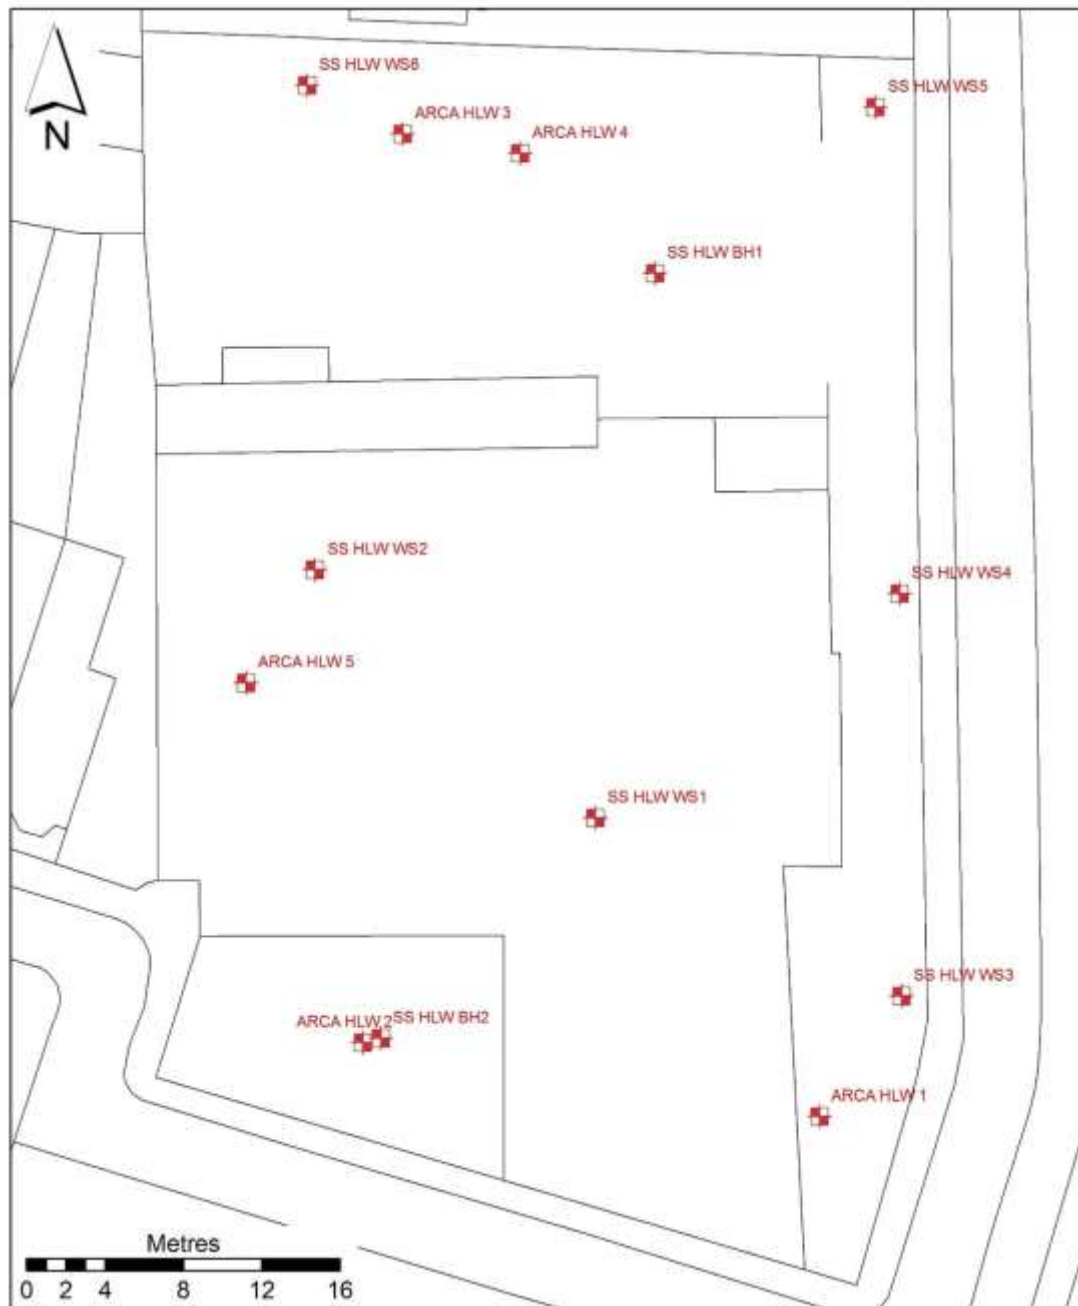 SS HLW WS6
SS HLW WS5
ARCA HLW 3
ARCA HLW 4
N
SS HLW BH1
SS HLW WS2
SS HLW WS4
ARCA HLW 5
SS HLW WS1
SS HLW WS3
ARCA HLW 2
SS HLW BH2
ARCA HLW 1
Metres
0 2 4 8 12 16